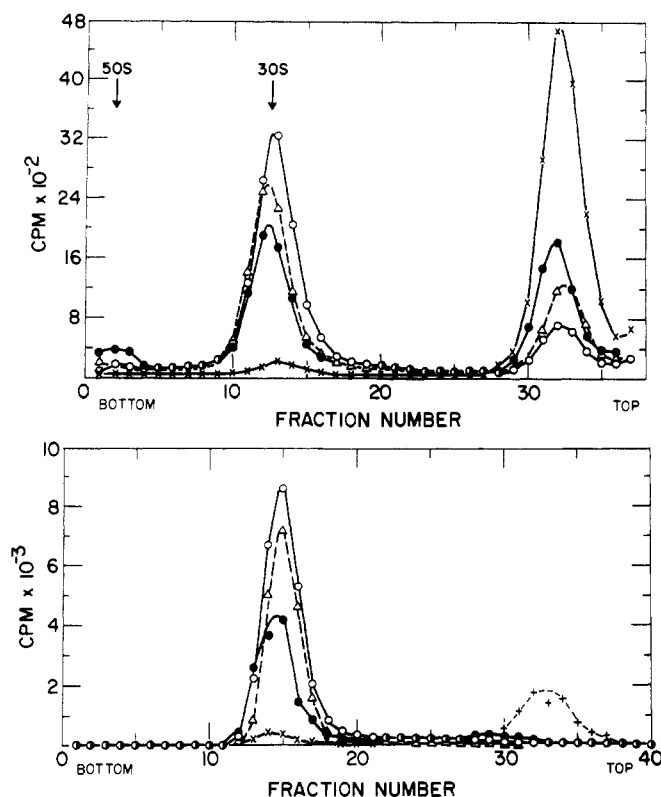 48
40
32
24
16
8
CPM x 10⁻²
50S
30S
0
10
20
30
BOTTOM
FRACTION NUMBER
TOP
10
8
6
4
2
CPM x 10⁻³
0
10
20
30
40
BOTTOM
TOP
FRACTION NUMBER